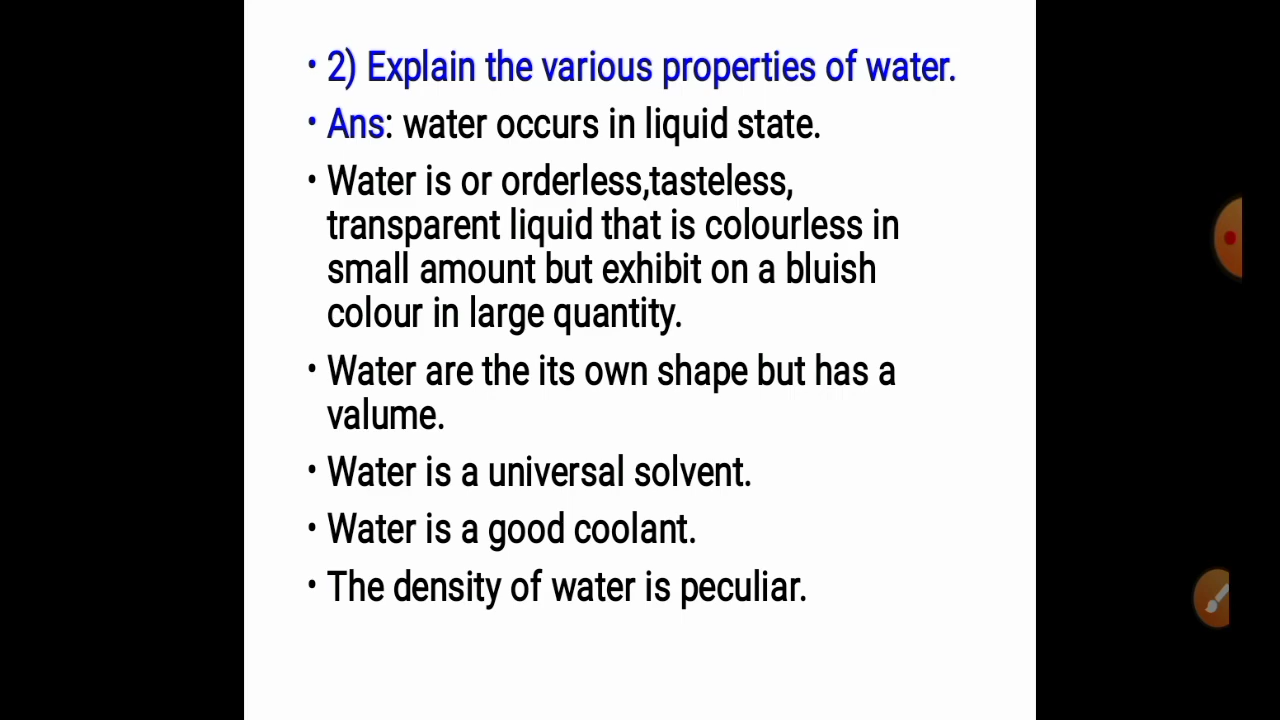 • 2) Explain the various properties of water.
• Ans: water occurs in liquid state.
• Water is or orderless,tasteless,
transparent liquid that is colourless in
small amount but exhibit on a bluish
colour in large quantity.
• Water are the its own shape but has a
valume.
• Water is a universal solvent.
• Water is a good coolant.
• The density of water is peculiar.